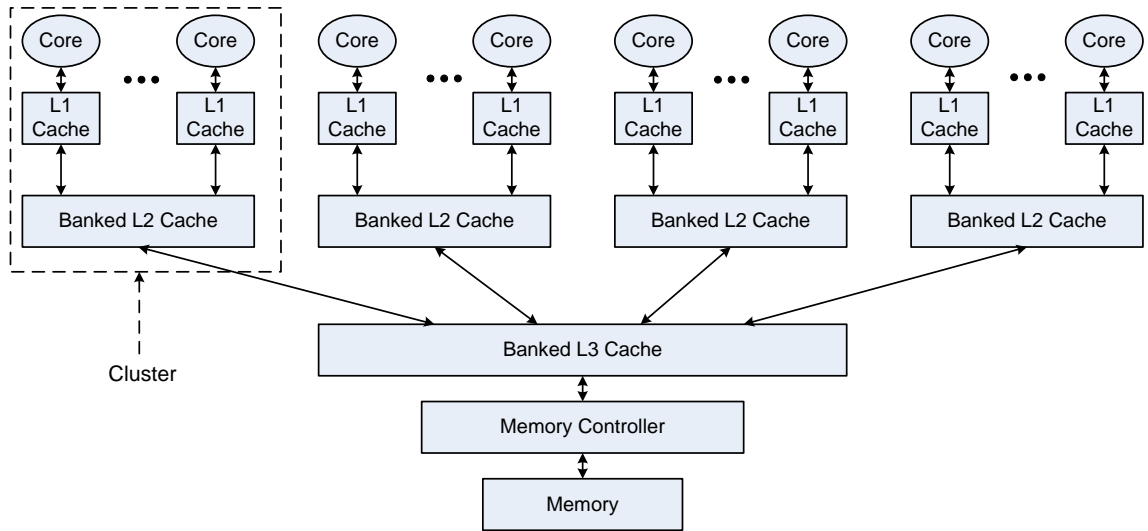 Core
Core
Core
Core
Core
Core
Core
Core
L1
Cache
L1
Cache
L1
Cache
L1
Cache
L1
Cache
L1
Cache
L1
Cache
L1
Cache
Banked L2 Cache
Banked L2 Cache
Banked L2 Cache
Banked L2 Cache
Banked L3 Cache
Cluster
Memory Controller
Memory